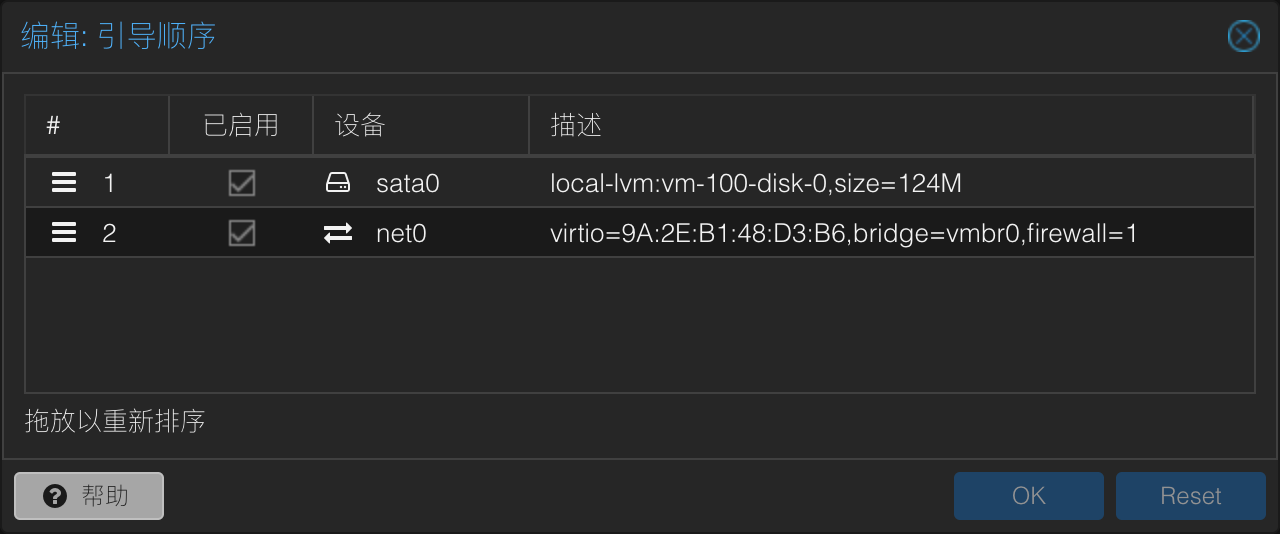 编辑: 引导顺序
# 已启用 设备 描述
1 sata0 local-lvm:vm-100-disk-0,size=124M
2 net0 virtio=9A:2E:B1:48:D3:B6,bridge=vmbr0,firewall=1
拖放以重新排序
帮助 OK Reset